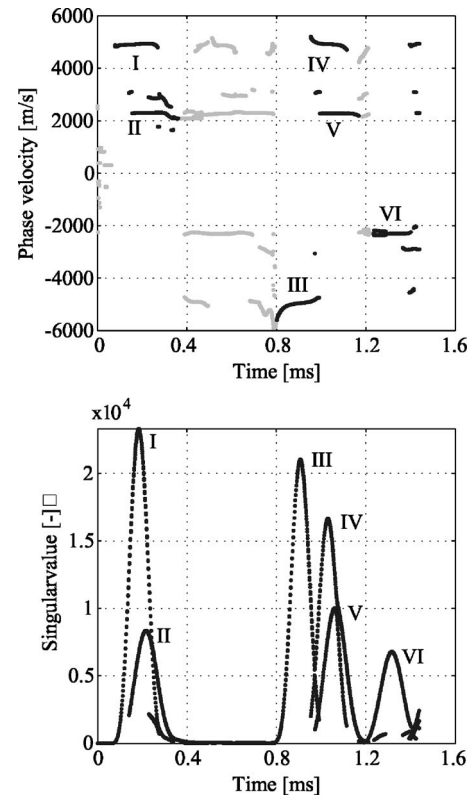 6000
4000
2000
0
-2000
-4000
-6000
Phase velocity [m/s]
I
II
III
IV
V
VI
0
0.4
0.8
1.2
1.6
Time [ms]
x10⁴
2
1.5
1
0.5
0
Singularvalue [-]□
I
II
III
IV
V
VI
0
0.4
0.8
1.2
1.6
Time [ms]